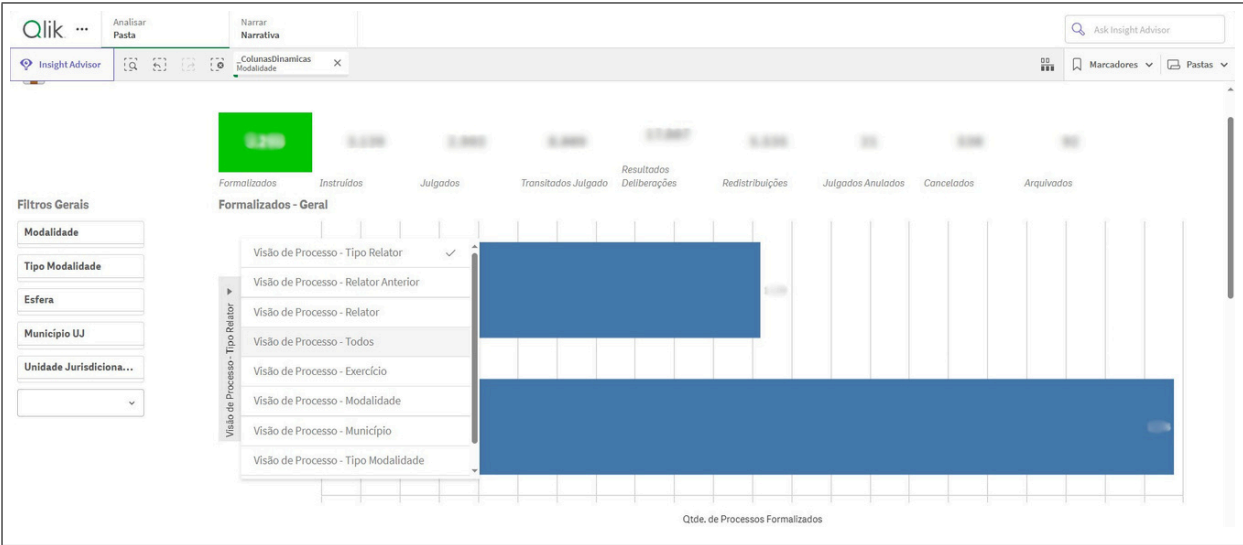 Qlik
Analisar
Pasta
Narrar
Narrativa
Ask Insight Advisor
Insight Advisor
_ColunasDinamicas
Modalidade
Marcadores
Pastas
Formalizados
Instruídos
Julgados
Transitados Julgado
Resultados
Deliberações
Redistribuições
Julgados Anulados
Cancelados
Arquivados
Filtros Gerais
Formalizados - Geral
Modalidade
Tipo Modalidade
Esfera
Município UJ
Unidade Jurisdiciona...
Visão de Processo - Tipo Relator
Visão de Processo - Tipo Relator
Visão de Processo - Relator Anterior
Visão de Processo - Relator
Visão de Processo - Todos
Visão de Processo - Exercício
Visão de Processo - Modalidade
Visão de Processo - Município
Visão de Processo - Tipo Modalidade
Qtde. de Processos Formalizados